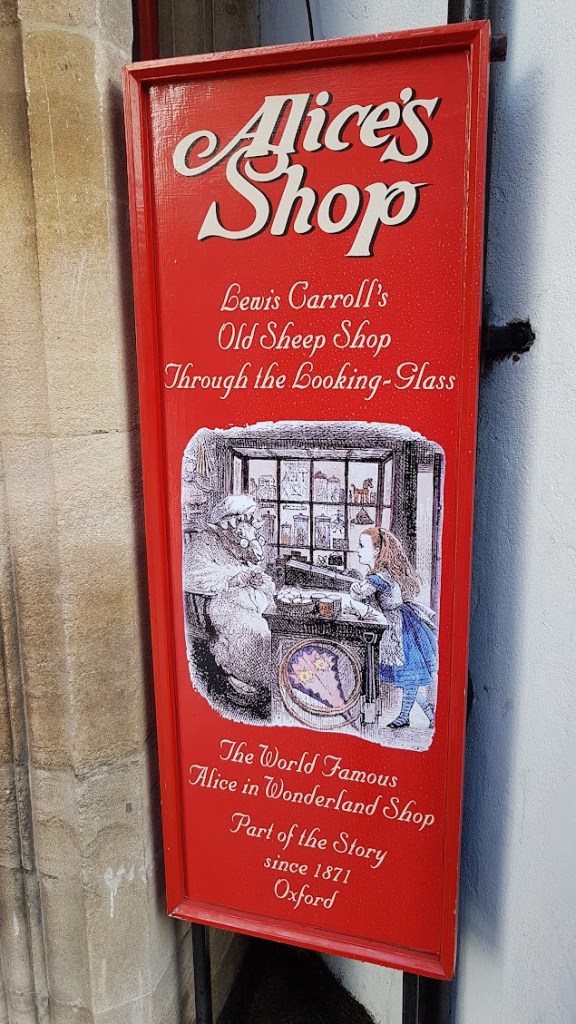 Alice's
Shop
Lewis Carroll's
Old Sheep Shop
Through the Looking-Glass
The World Famous
Alice in Wonderland Shop
Part of the Story
since 1871
Oxford